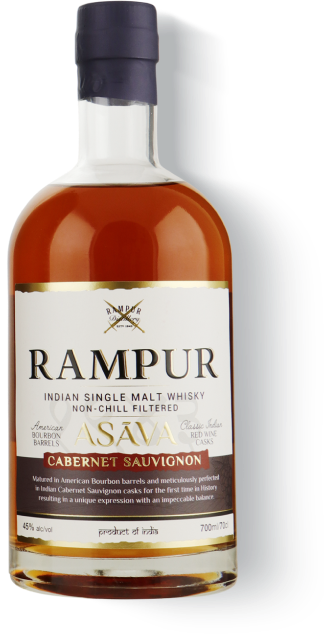 RAMPUR
Distillery
ESTD 1943
RAMPUR
INDIAN SINGLE MALT WHISKY
NON-CHILL FILTERED
American
BOURBON
BARRELS
ASĀVA
Classic Indian
RED WINE
CASKS
CABERNET SAUVIGNON
Matured in American Bourbon barrels and meticulously perfected
in Indian Cabernet Sauvignon casks for the first time in History
resulting in a unique expression with an impeccable balance.
45% alc/vol
product of india
700ml/70cl